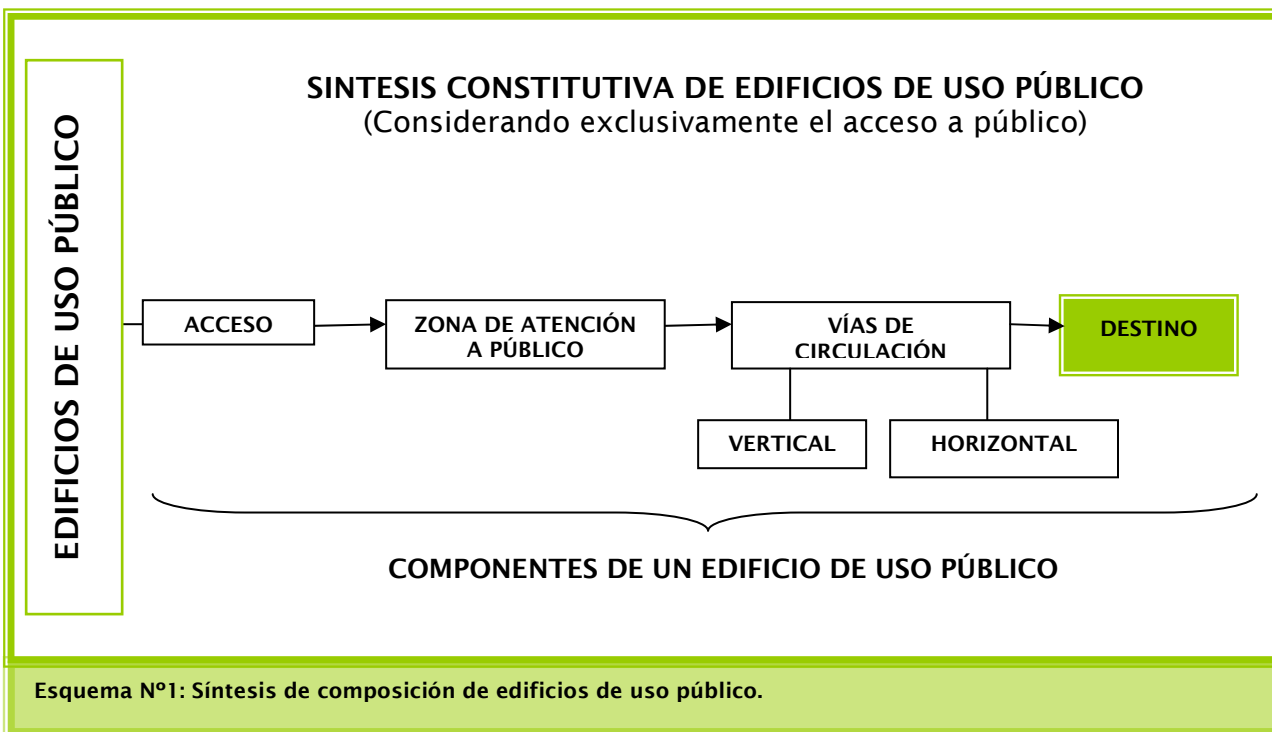 EDIFICIOS DE USO PÚBLICO
SINTESIS CONSTITUTIVA DE EDIFICIOS DE USO PÚBLICO
(Considerando exclusivamente el acceso a público)
ACCESO
ZONA DE ATENCIÓN
A PÚBLICO
VÍAS DE
CIRCULACIÓN
DESTINO
VERTICAL
HORIZONTAL
COMPONENTES DE UN EDIFICIO DE USO PÚBLICO
Esquema Nº1: Síntesis de composición de edificios de uso público.